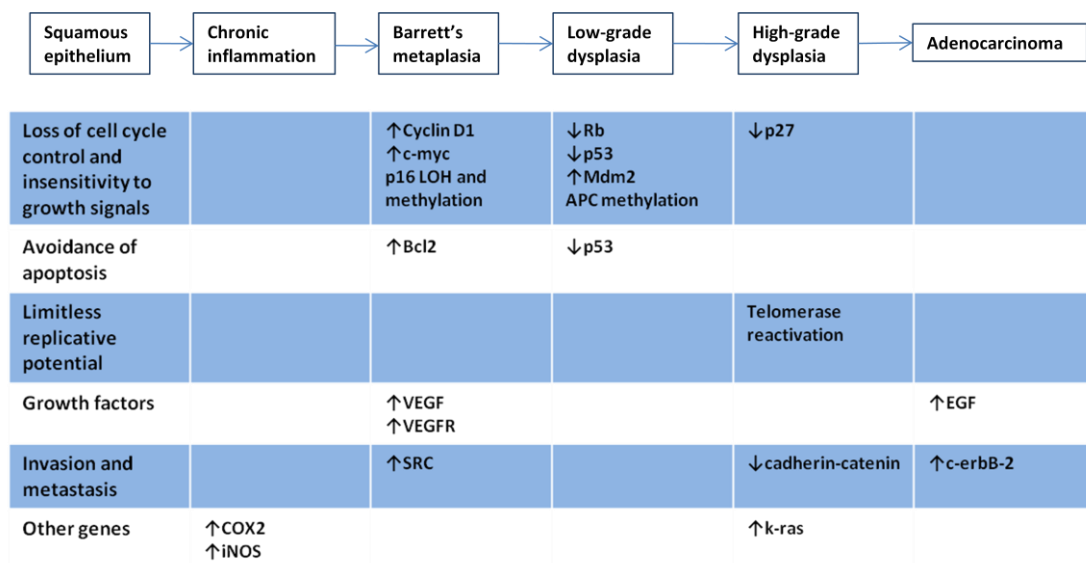 Squamous
epithelium
Chronic
inflammation
Barrett's
metaplasia
Low-grade
dysplasia
High-grade
dysplasia
Adenocarcinoma
Loss of cell cycle
control and
insensitivity to
growth signals
↑Cyclin D1
↑c-myc
p16 LOH and
methylation
↓Rb
↓p53
↑Mdm2
APC methylation
↓p27
Avoidance of
apoptosis
↑Bcl2
↓p53
Limitless
replicative
potential
Telomerase
reactivation
Growth factors
↑VEGF
↑VEGFR
↑EGF
Invasion and
metastasis
↑SRC
↓cadherin-catenin
↑c-erbB-2
Other genes
↑COX2
↑iNOS
↑k-ras